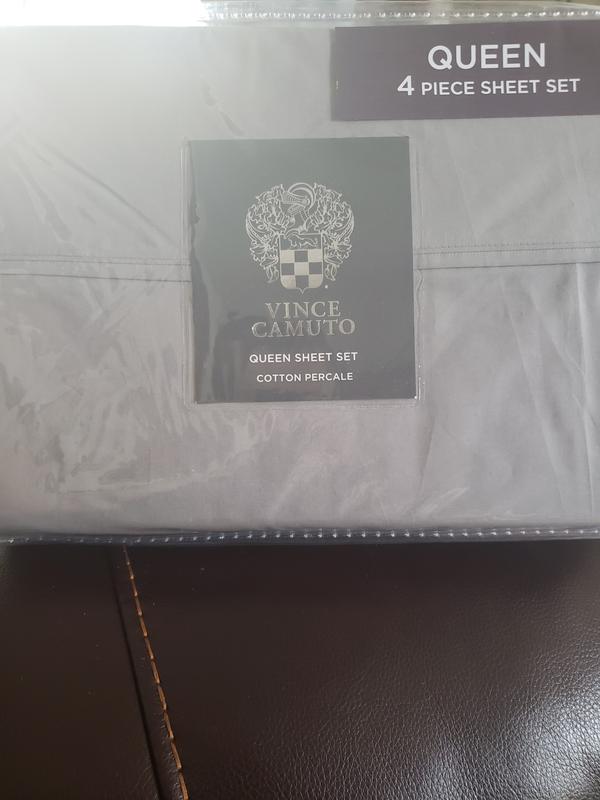 QUEEN
4 PIECE SHEET SET
VINCE
CAMUTO
QUEEN SHEET SET
COTTON PERCALE